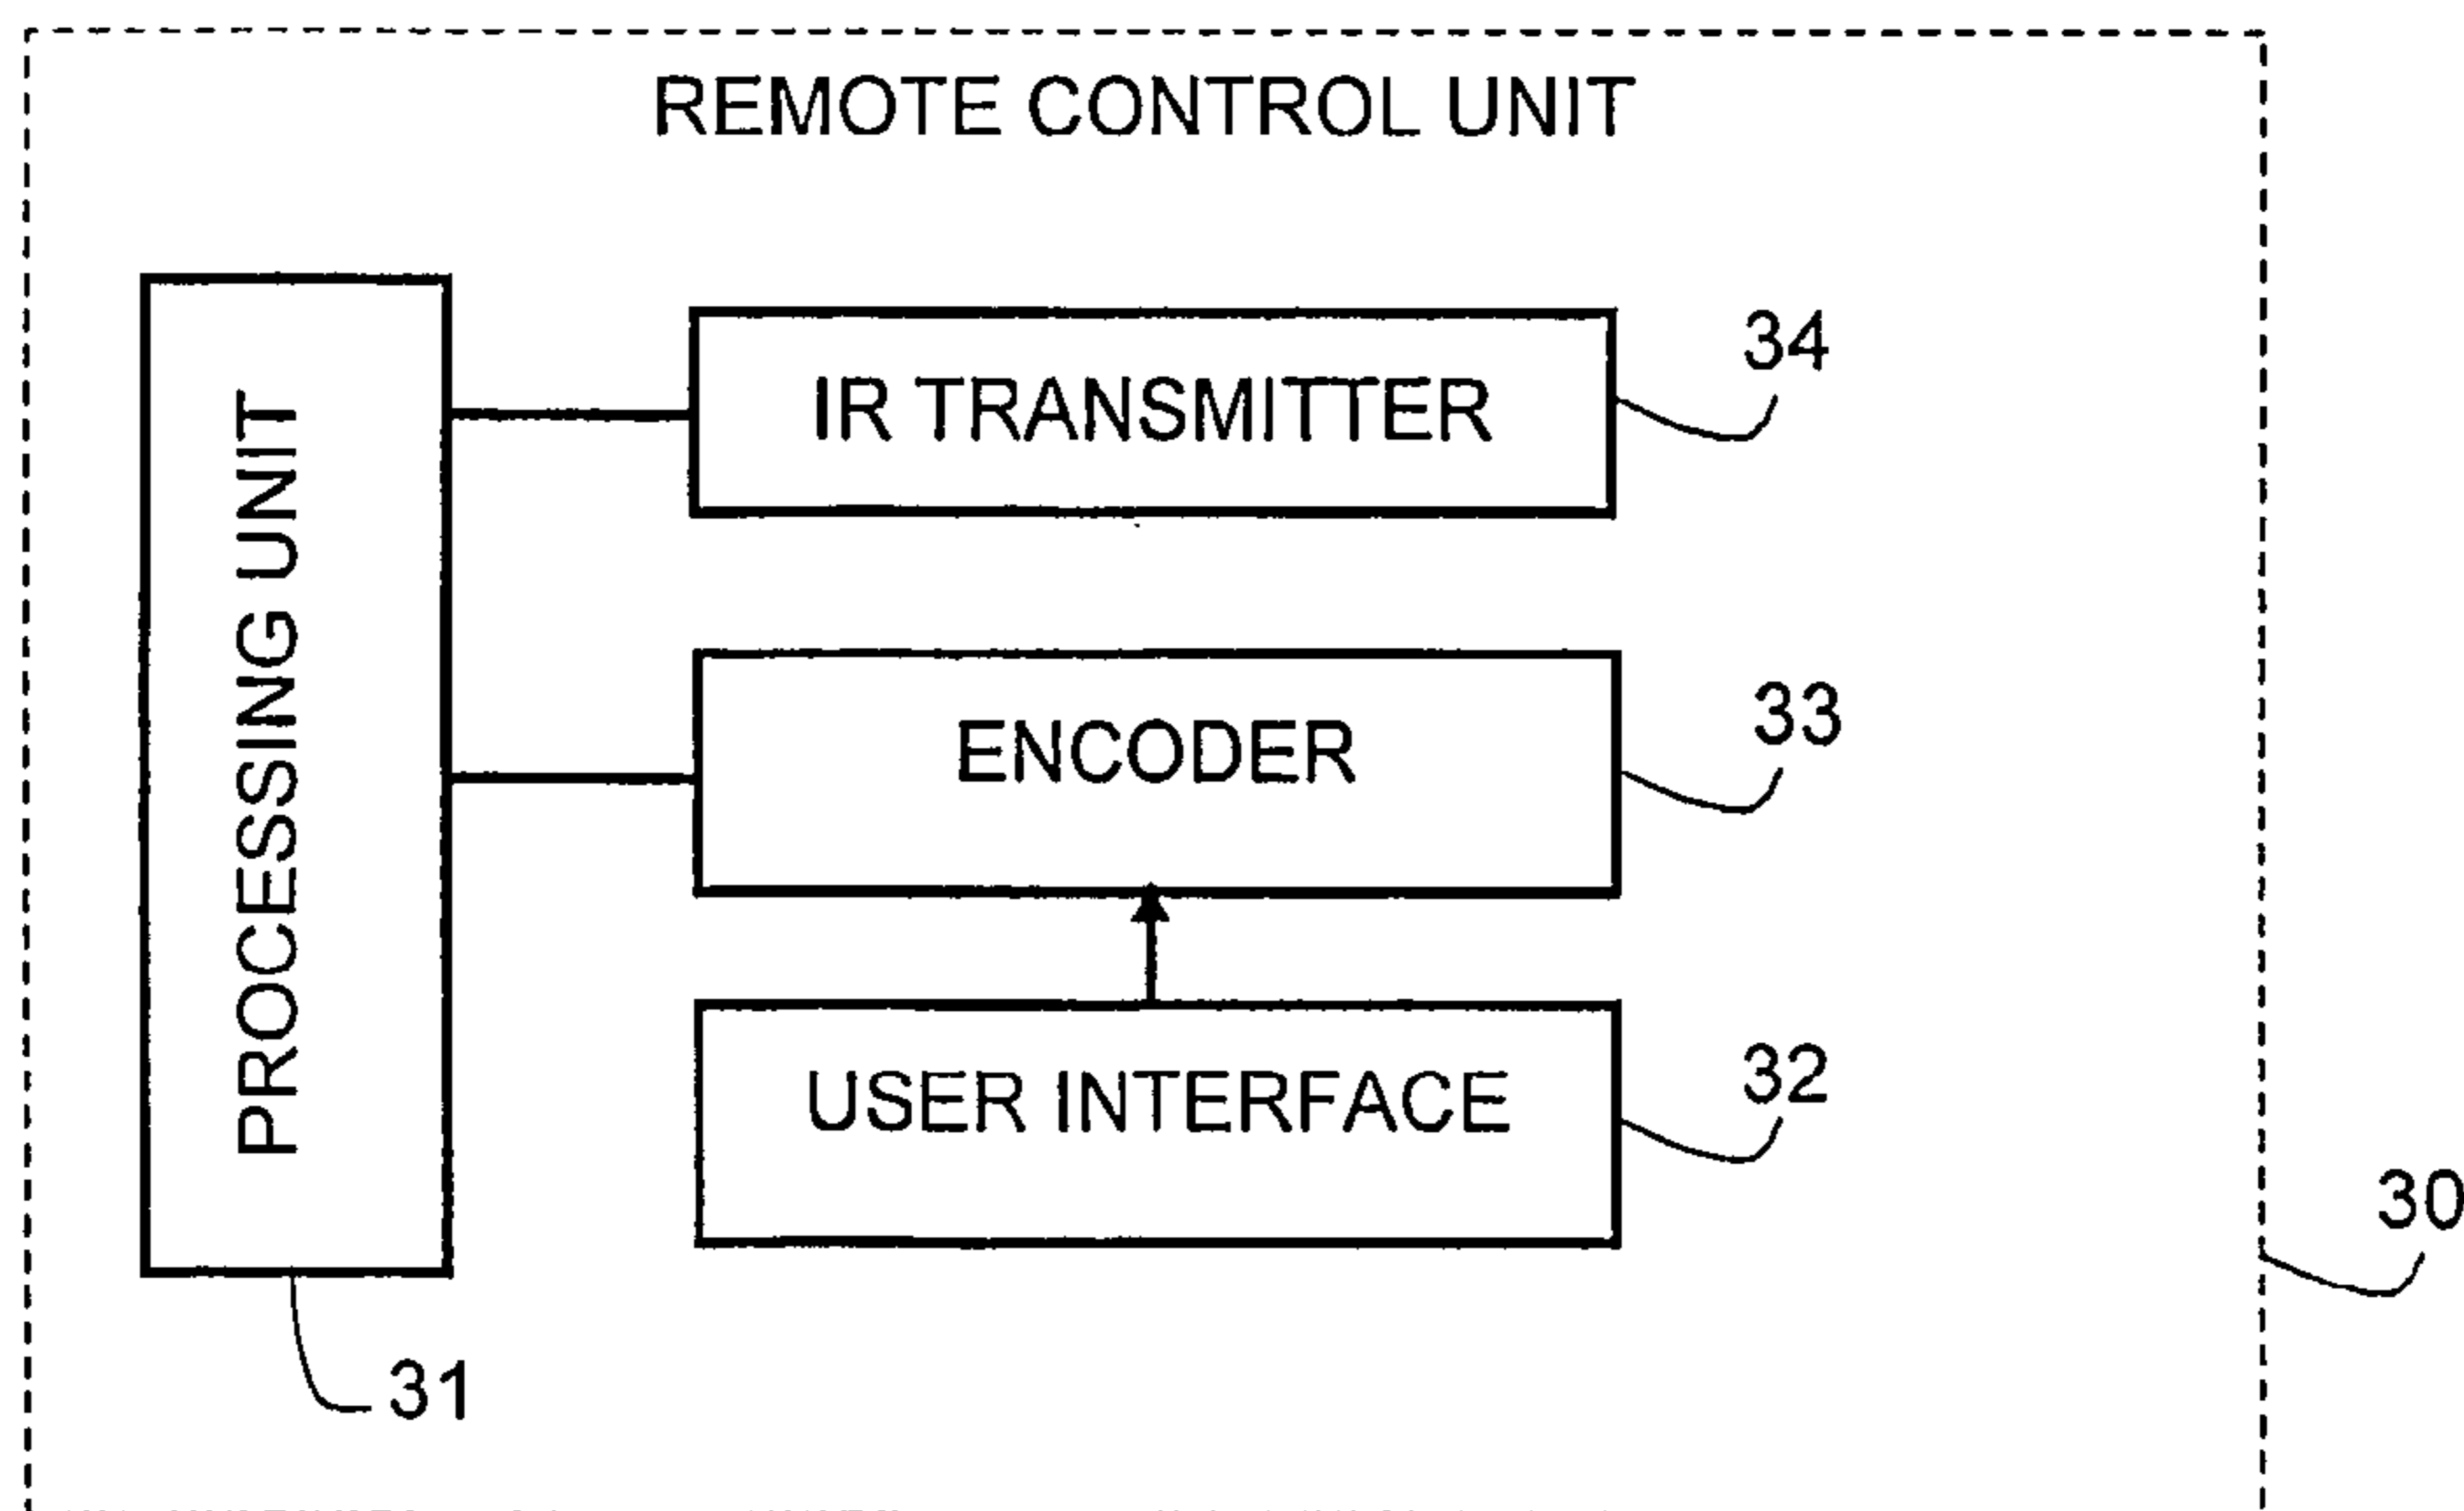 REMOTE CONTROL UNIT
PROCESSING UNIT
IR TRANSMITTER
34
ENCODER
33
USER INTERFACE
32
30
31